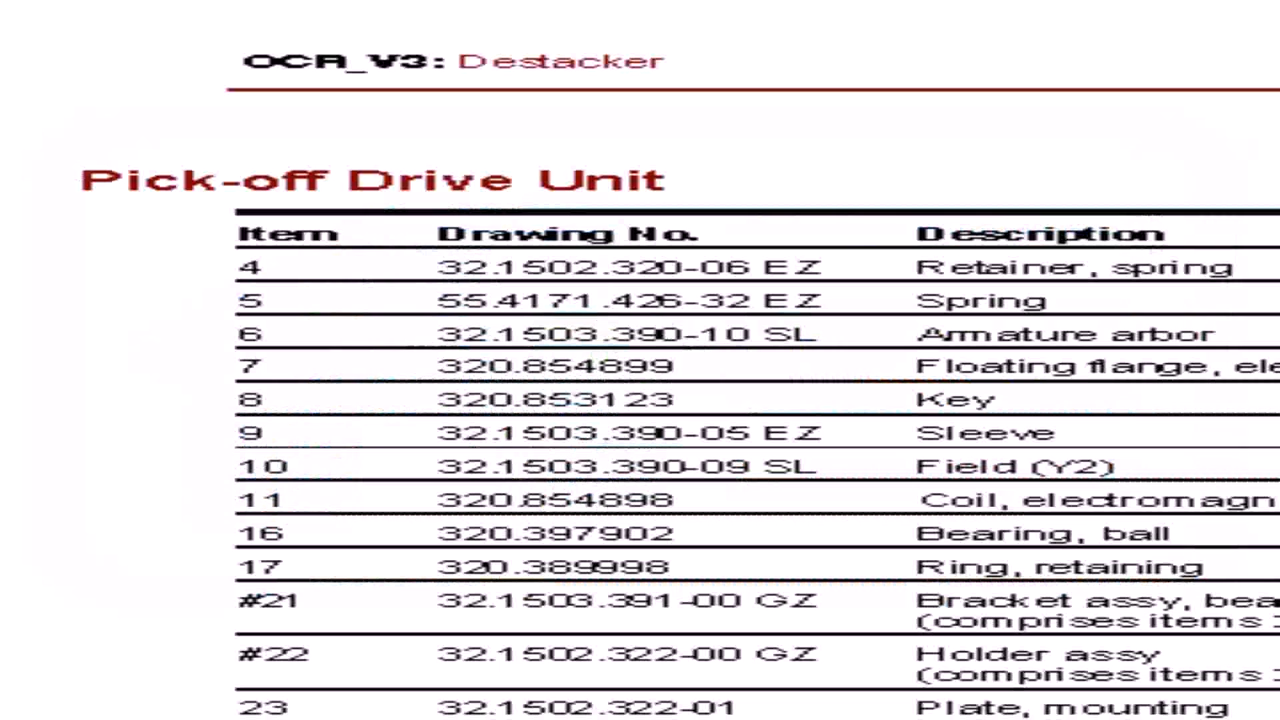 OCR_V3: Destacker
Pick-off Drive Unit
Item Drawing No. Description
4 32.1502.320-06 EZ Retainer, spring
5 55.4171.426-32 EZ Spring
6 32.1503.390-10 SL Armature arbor
7 320.854899 Floating flange, ele
8 320.853123 Key
9 32.1503.390-05 EZ Sleeve
10 32.1503.390-09 SL Field (Y2)
11 320.854898 Coil, electromagn
16 320.397902 Bearing, ball
17 320.389998 Ring, retaining
#21 32.1503.391-00 GZ Bracket assy, bea
(comprises items
#22 32.1502.322-00 GZ Holder assy
(comprises items
23 32.1502.322-01 Plate, mounting